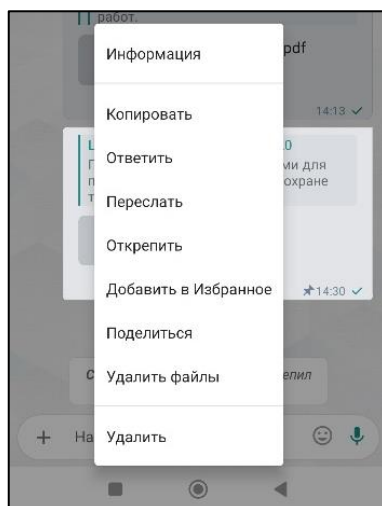 работ.
Информация
pdf
Копировать
14:13
Ответить
ми для
охране
Переслать
Открепить
Добавить в Избранное
14:30
Поделиться
Удалить файлы
епил
На
Удалить